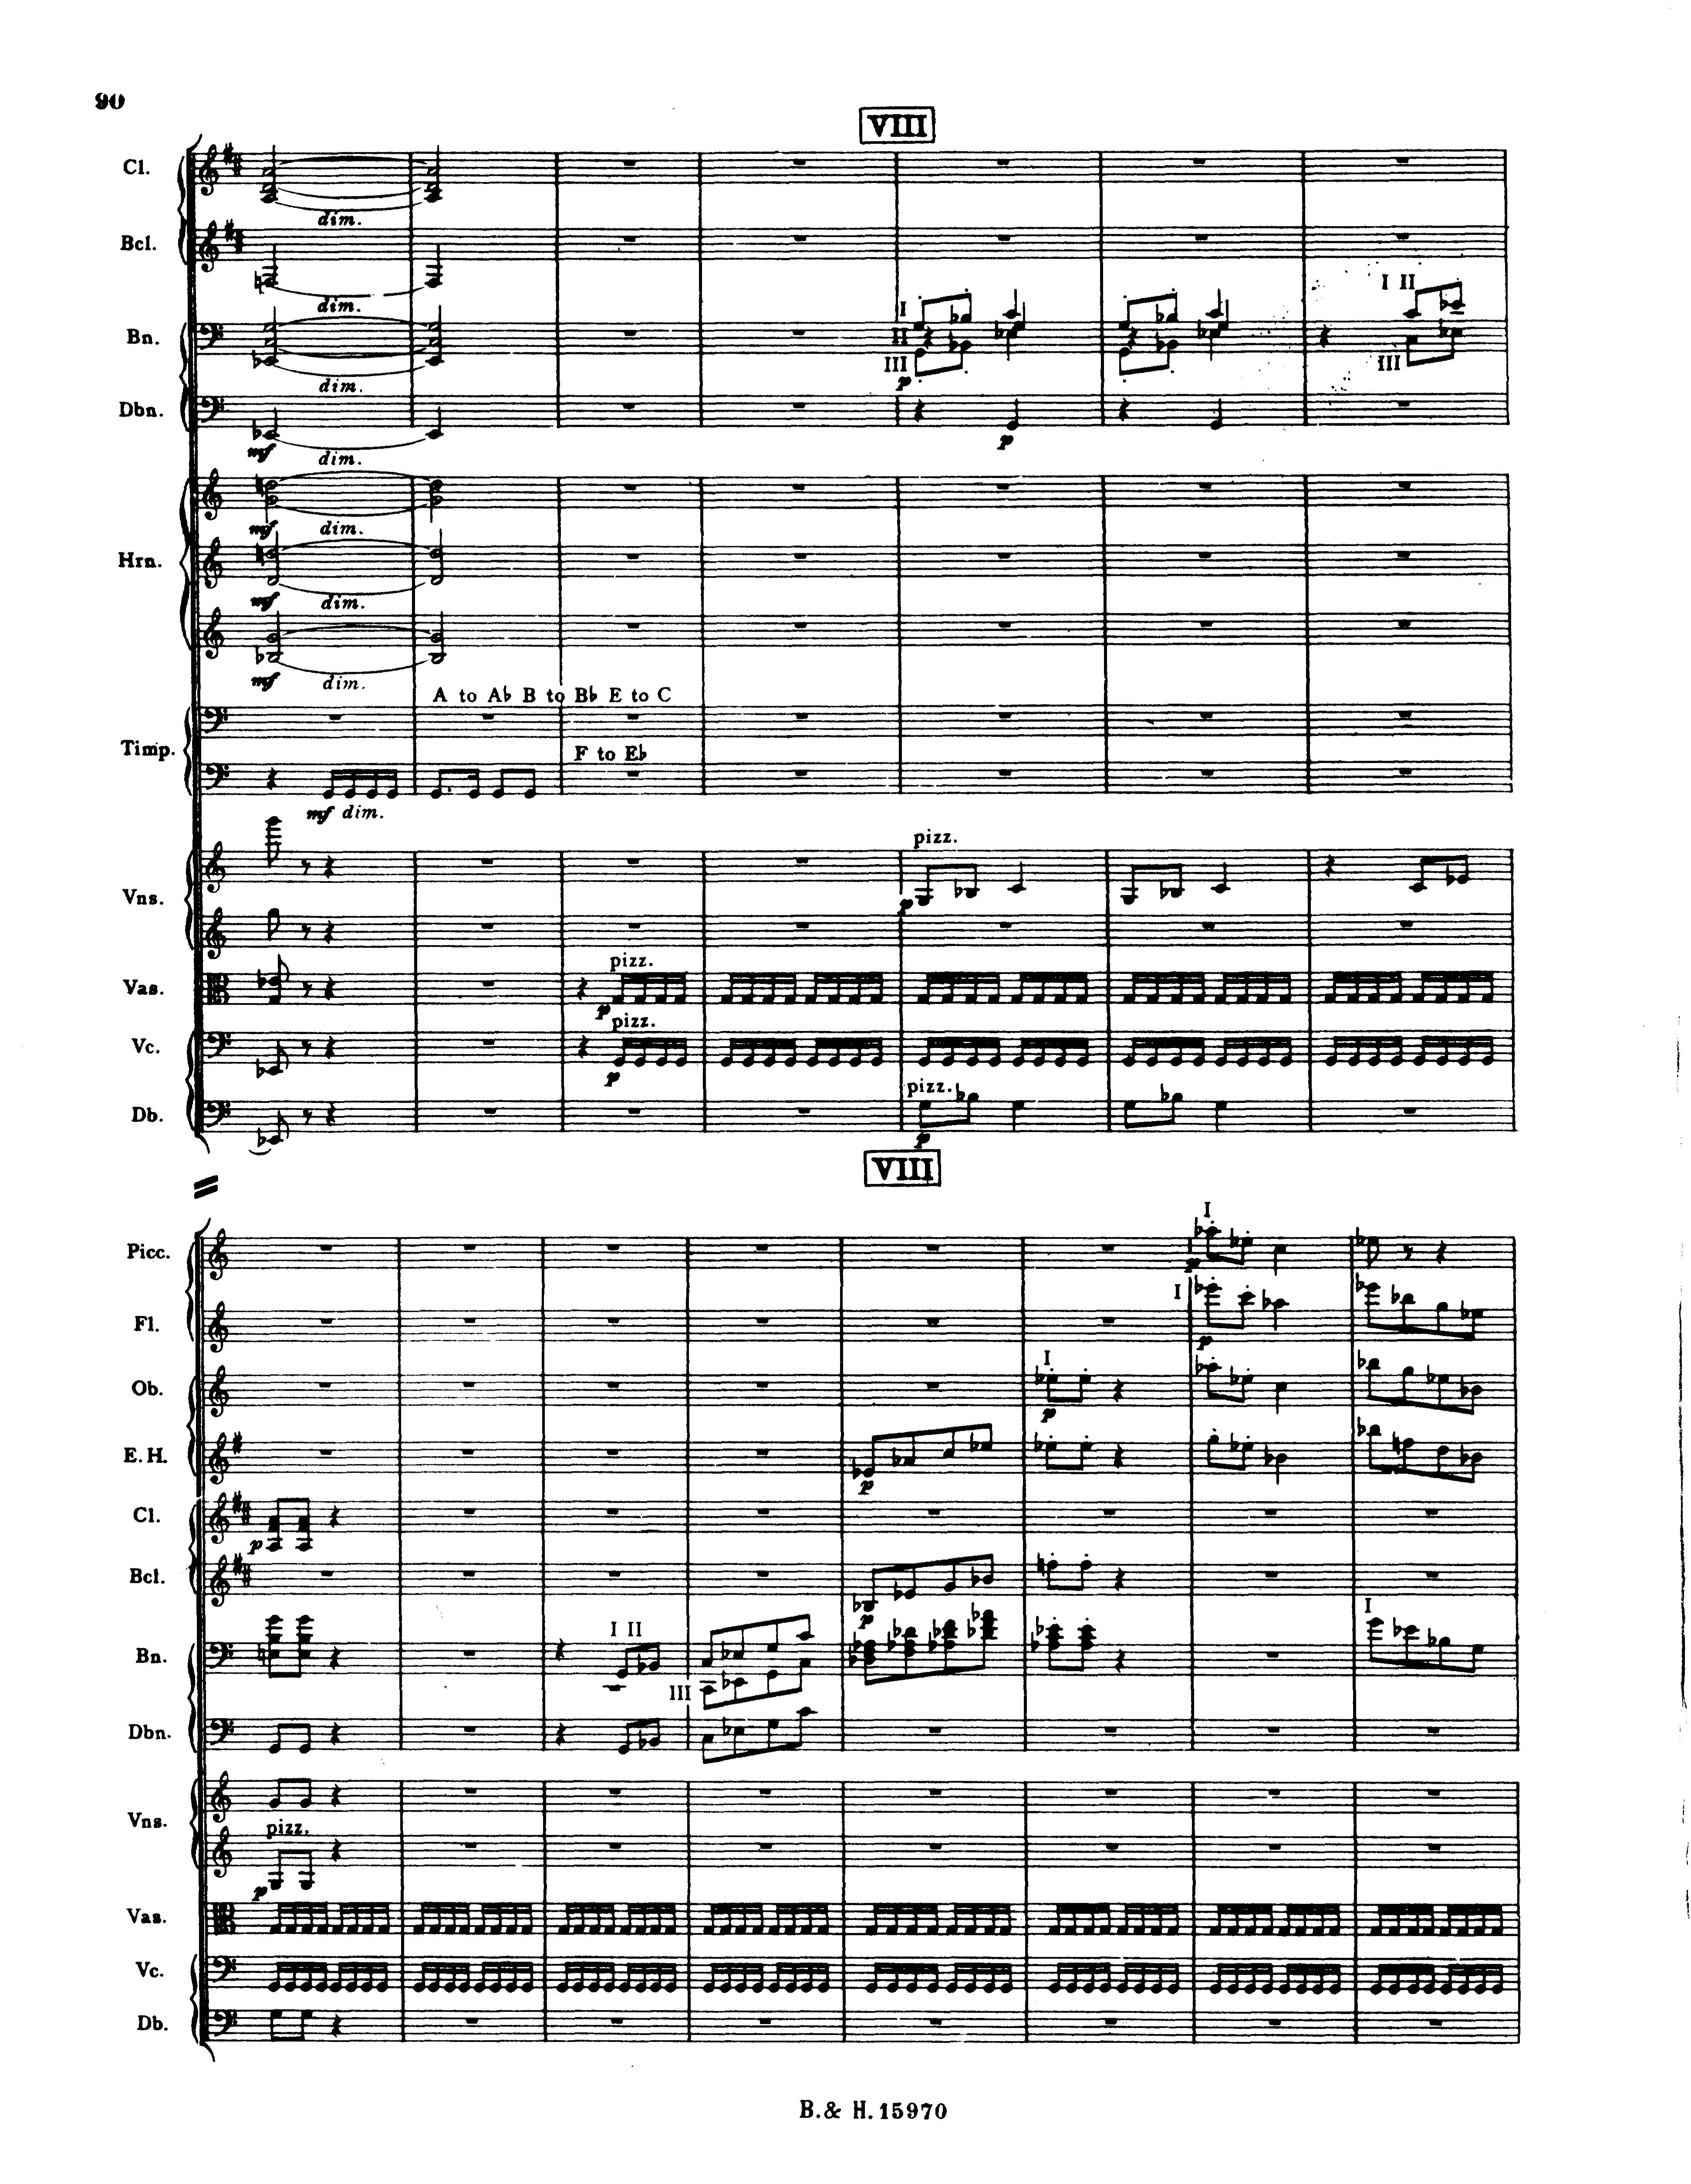 90
VIII
Cl.
dim.
Bcl.
dim.
I II
I
Bn.
II
III
III
p
dim.
Dbn.
mf
dim.
p
mf
dim.
Hrn.
mf
dim.
mf
dim.
A to A♭ B to B♭ E to C
Timp.
F to E♭
mf dim.
pizz.
Vns.
p
pizz.
Vas.
p
pizz.
Vc.
p
pizz.
Db.
p
VIII
I
Picc.
p
I
Fl.
p
I
Ob.
p
E. H.
p
Cl.
p
Bcl.
p
I II
I
Bn.
III
Dbn.
Vns.
pizz.
p
Vas.
Vc.
Db.
B. & H. 15970